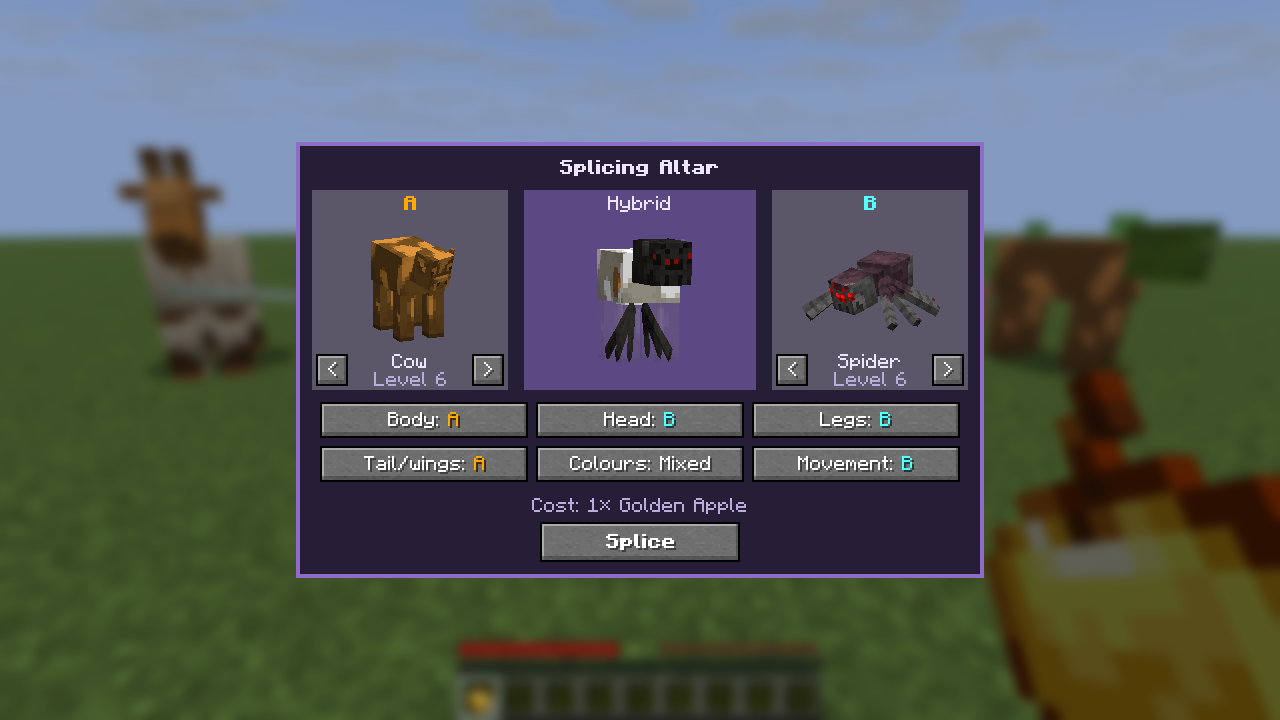 Splicing Altar
A
Hybrid
B
<
Cow
Level 6
>
<
Spider
Level 6
>
Body: A
Head: B
Legs: B
Tail/wings: A
Colours: Mixed
Movement: B
Cost: 1× Golden Apple
Splice